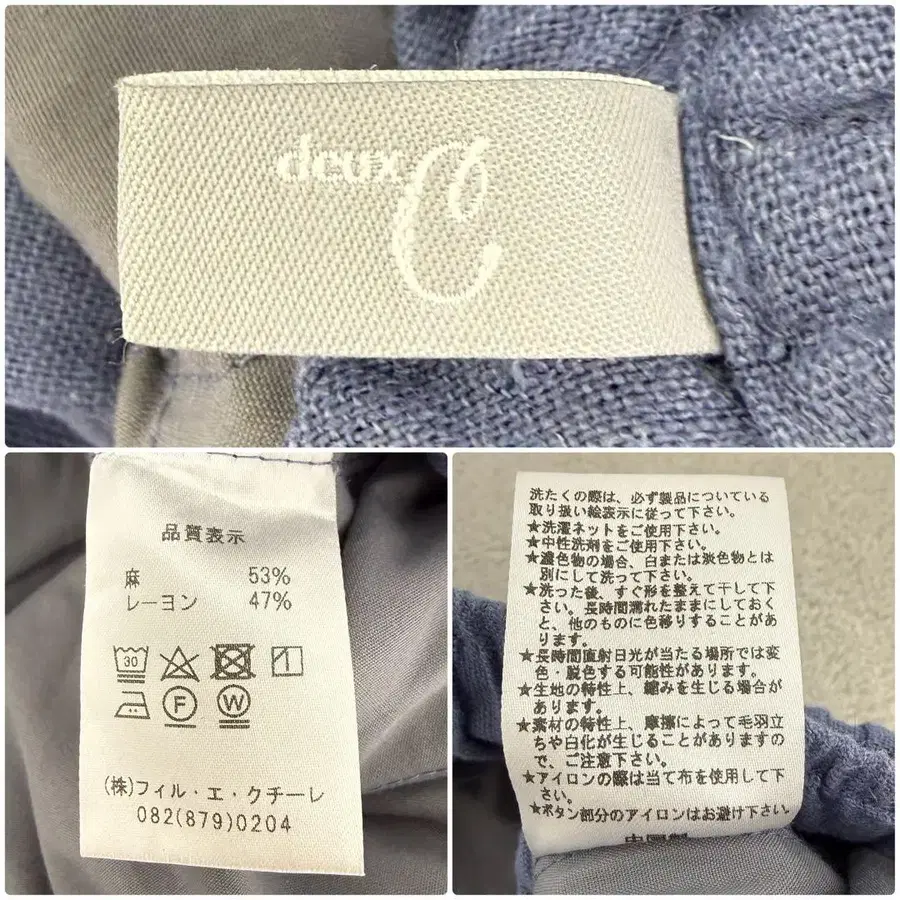 deux C
品質表示
麻 53%
レーヨン 47%
30
F
W
(株)フィル・エ・クチーレ
082(879)0204
洗たくの際は、必ず製品についている
取り扱い絵表示に従って下さい。
★洗濯ネットをご使用下さい。
★中性洗剤をご使用下さい。
★濃色物の場合、白または淡色物とは
別にして洗って下さい。
★洗った後、すぐ形を整えて干して下
さい。長時間濡れたままにしておく
と、他のものに色移りすることがあ
ります。
★長時間直射日光が当たる場所では変
色・脱色する可能性があります。
★生地の特性上、縮みを生じる場合が
あります。
★素材の特性上、摩擦によって毛羽立
ちや白化が生じることがありますの
で、ご注意下さい。
★アイロンの際は当て布を使用して下
さい。
★ボタン部分のアイロンはお避け下さい。
中国製